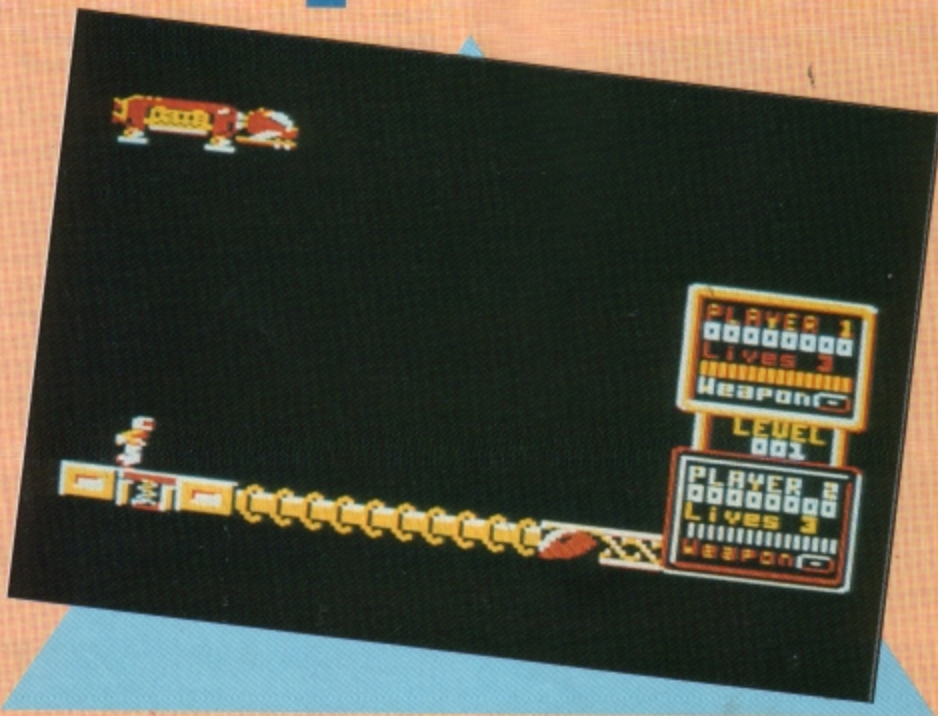 PLAYER 1
00000000
Lives 3
Weapon
LEVEL
001
PLAYER 2
00000000
Lives 3
Weapon